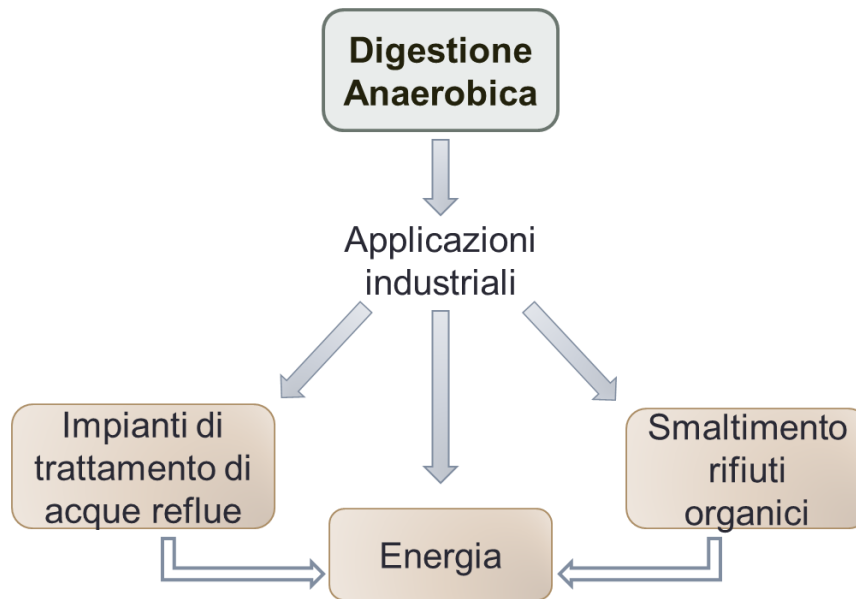 Digestione
Anaerobica
Applicazioni
industriali
Impianti di
trattamento di
acque reflue
Smaltimento
rifiuti
organici
Energia